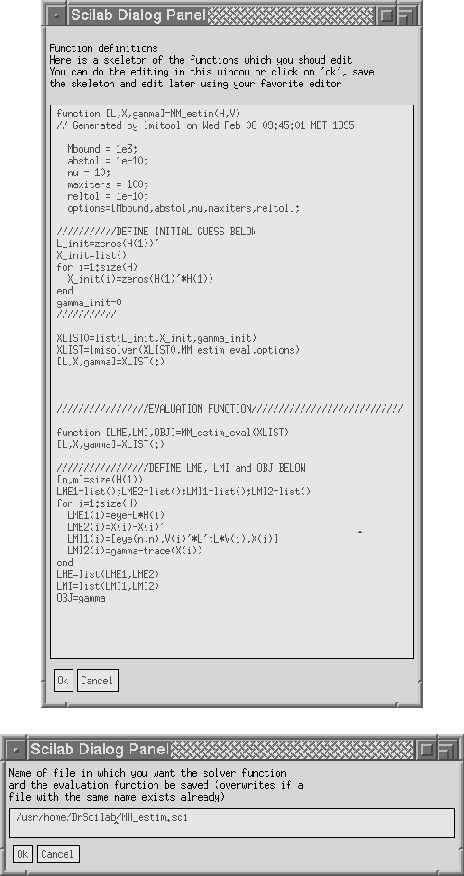 Scilab Dialog Panel
Function definitions
Here is a skeletor of the functions which you shoud edit
You can do the editing in this window or click on 'ok', save
the skeleton and edit later using your favorite editor
function [L,X,gamma]=MM_estim(H,V)
// Generated by lmitool on Wed Feb 08 09:45:01 MET 1995
Mbound = 1e3;
abstol = 1e-10;
nu = 10;
maxiters = 100;
reltol = 1e-10;
options=[Mbound,abstol,nu,maxiters,reltol];
///////////DEFINE INITIAL GUESS BELOW
L_init=zeros(H(1))'
X_init=list()
for i=1:size(H)
X_init(i)=zeros(H(1)'*H(1))
end
gamma_init=0
///////////
XLIST0=list(L_init,X_init,gamma_init)
XLIST=lmisolver(XLIST0,MM_estim_eval,options)
[L,X,gamma]=XLIST(:)
/////////////////EVALUATION FUNCTION////////////////////////////
function [LME,LMI,OBJ]=MM_estim_eval(XLIST)
[L,X,gamma]=XLIST(:)
/////////////////DEFINE LME, LMI and OBJ BELOW
[n,m]=size(H(1))
LME1=list();LME2=list();LMI1=list();LMI2=list()
for i=1:size(H)
LME1(i)=eye-L*H(i)
LME2(i)=X(i)-X(i)'
LMI1(i)=[eye(n,n),V(i)'*L';L*V(i),X(i)]
LMI2(i)=gamma-trace(X(i))
end
LME=list(LME1,LME2)
LMI=list(LMI1,LMI2)
OBJ=gamma
Ok Cancel
Scilab Dialog Panel
Name of file in which you want the solver function
and the evaluation function be saved (overwrites if a
file with the same name exists already)
/usr/home/DrScilab/MM_estim.sci
Ok Cancel